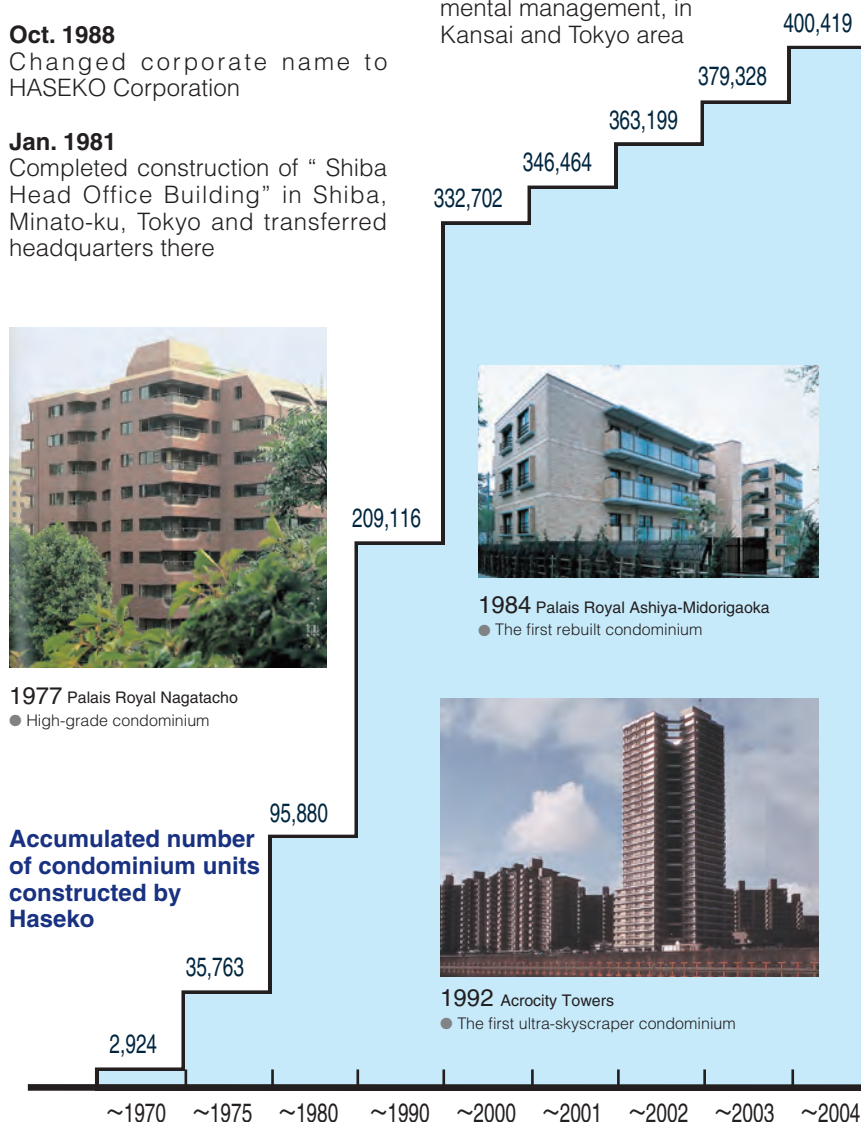 Oct. 1988
Changed corporate name to
HASEKO Corporation
Jan. 1981
Completed construction of “ Shiba
Head Office Building” in Shiba,
Minato-ku, Tokyo and transferred
headquarters there
mental management, in
Kansai and Tokyo area
400,419
379,328
363,199
346,464
332,702
209,116
95,880
35,763
2,924
1977 Palais Royal Nagatacho
● High-grade condominium
1984 Palais Royal Ashiya-Midorigaoka
● The first rebuilt condominium
Accumulated number
of condominium units
constructed by
Haseko
1992 Acrocity Towers
● The first ultra-skyscraper condominium
~1970 ~1975 ~1980 ~1990 ~2000 ~2001 ~2002 ~2003 ~2004